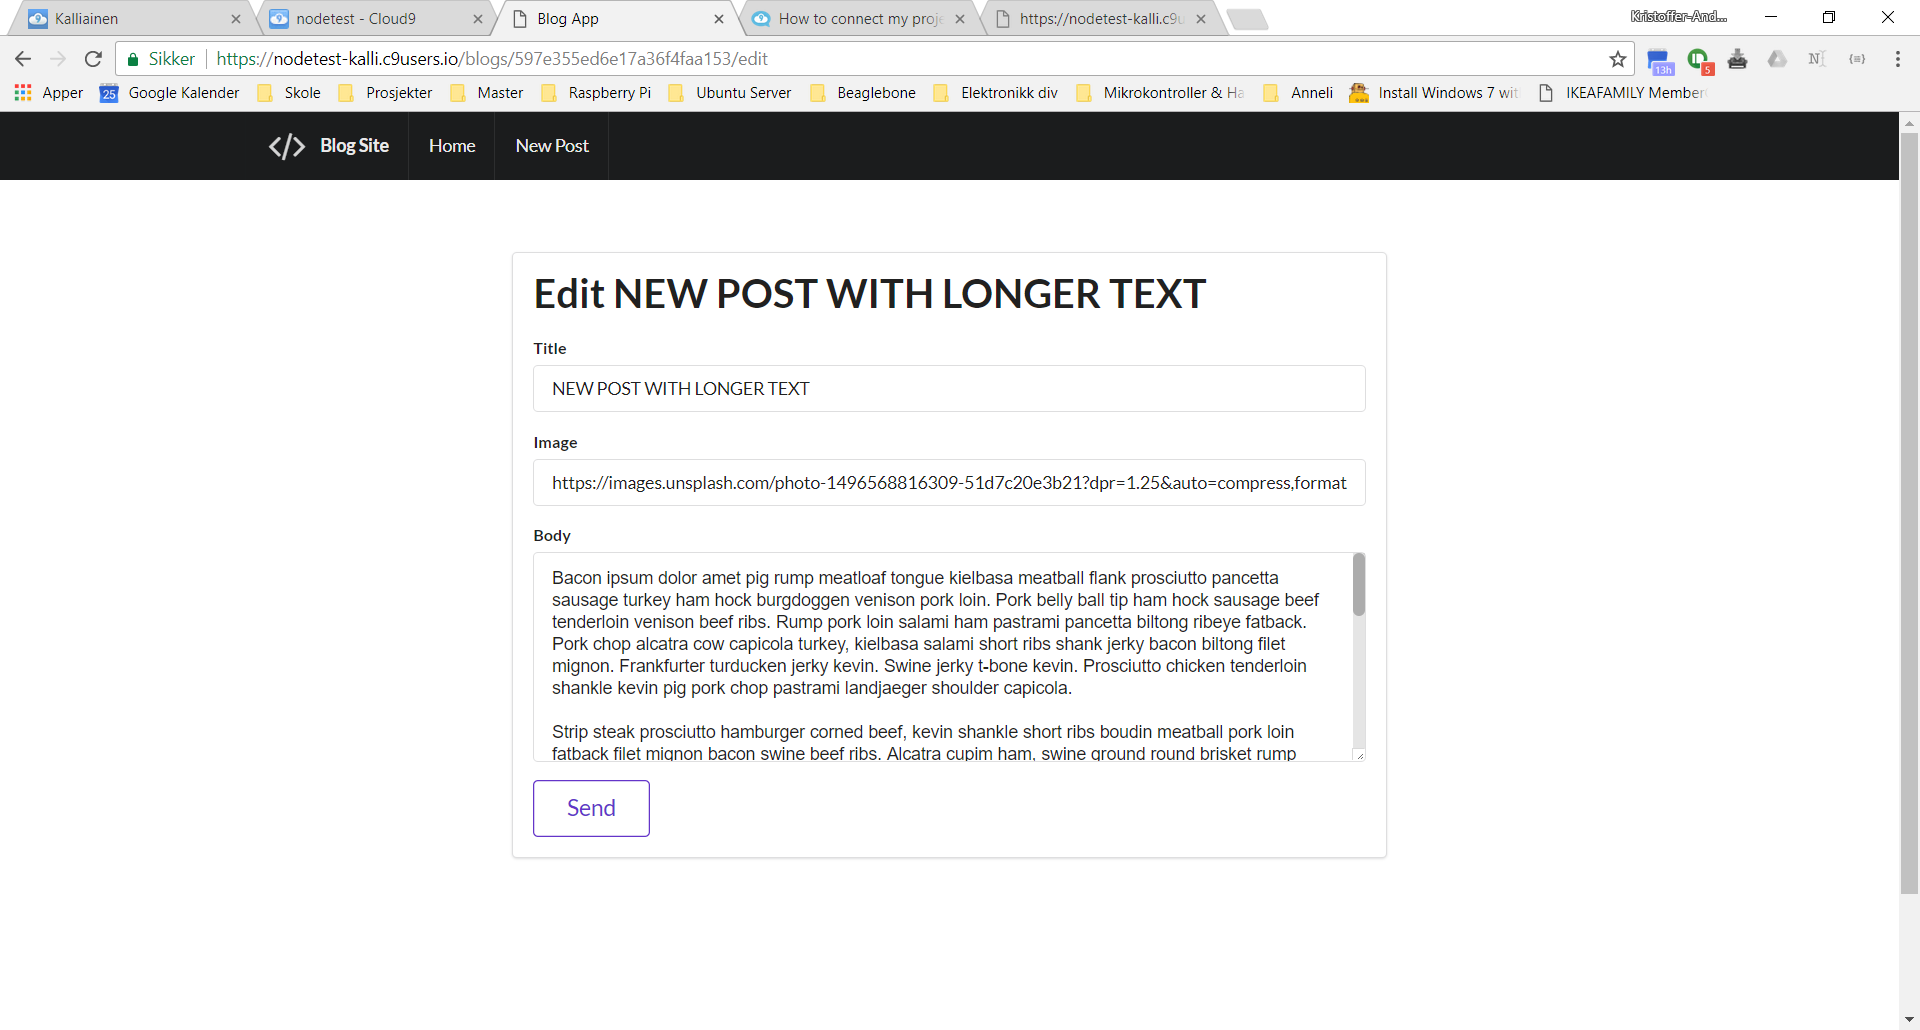 Kalliainen
nodetest - Cloud9
Blog App
How to connect my proj
https://nodetest-kalli.c9u
Kristoffer-And...
Sikker
https://nodetest-kalli.c9users.io/blogs/597e355ed6e17a36f4faa153/edit
13h
5
Apper
25
Google Kalender
Skole
Prosjekter
Master
Raspberry Pi
Ubuntu Server
Beaglebone
Elektronikk div
Mikrokontroller & Ha
Anneli
Install Windows 7 wit
IKEAFAMILY Member
</> Blog Site
Home
New Post
Edit NEW POST WITH LONGER TEXT
Title
NEW POST WITH LONGER TEXT
Image
https://images.unsplash.com/photo-1496568816309-51d7c20e3b21?dpr=1.25&auto=compress,format
Body
Bacon ipsum dolor amet pig rump meatloaf tongue kielbasa meatball flank prosciutto pancetta
sausage turkey ham hock burgdoggen venison pork loin. Pork belly ball tip ham hock sausage beef
tenderloin venison beef ribs. Rump pork loin salami ham pastrami pancetta biltong ribeye fatback.
Pork chop alcatra cow capicola turkey, kielbasa salami short ribs shank jerky bacon biltong filet
mignon. Frankfurter turducken jerky kevin. Swine jerky t-bone kevin. Prosciutto chicken tenderloin
shankle kevin pig pork chop pastrami landjaeger shoulder capicola.
Strip steak prosciutto hamburger corned beef, kevin shankle short ribs boudin meatball pork loin
fatback filet mignon bacon swine beef ribs. Alcatra cupim ham, swine ground round brisket rump
Send